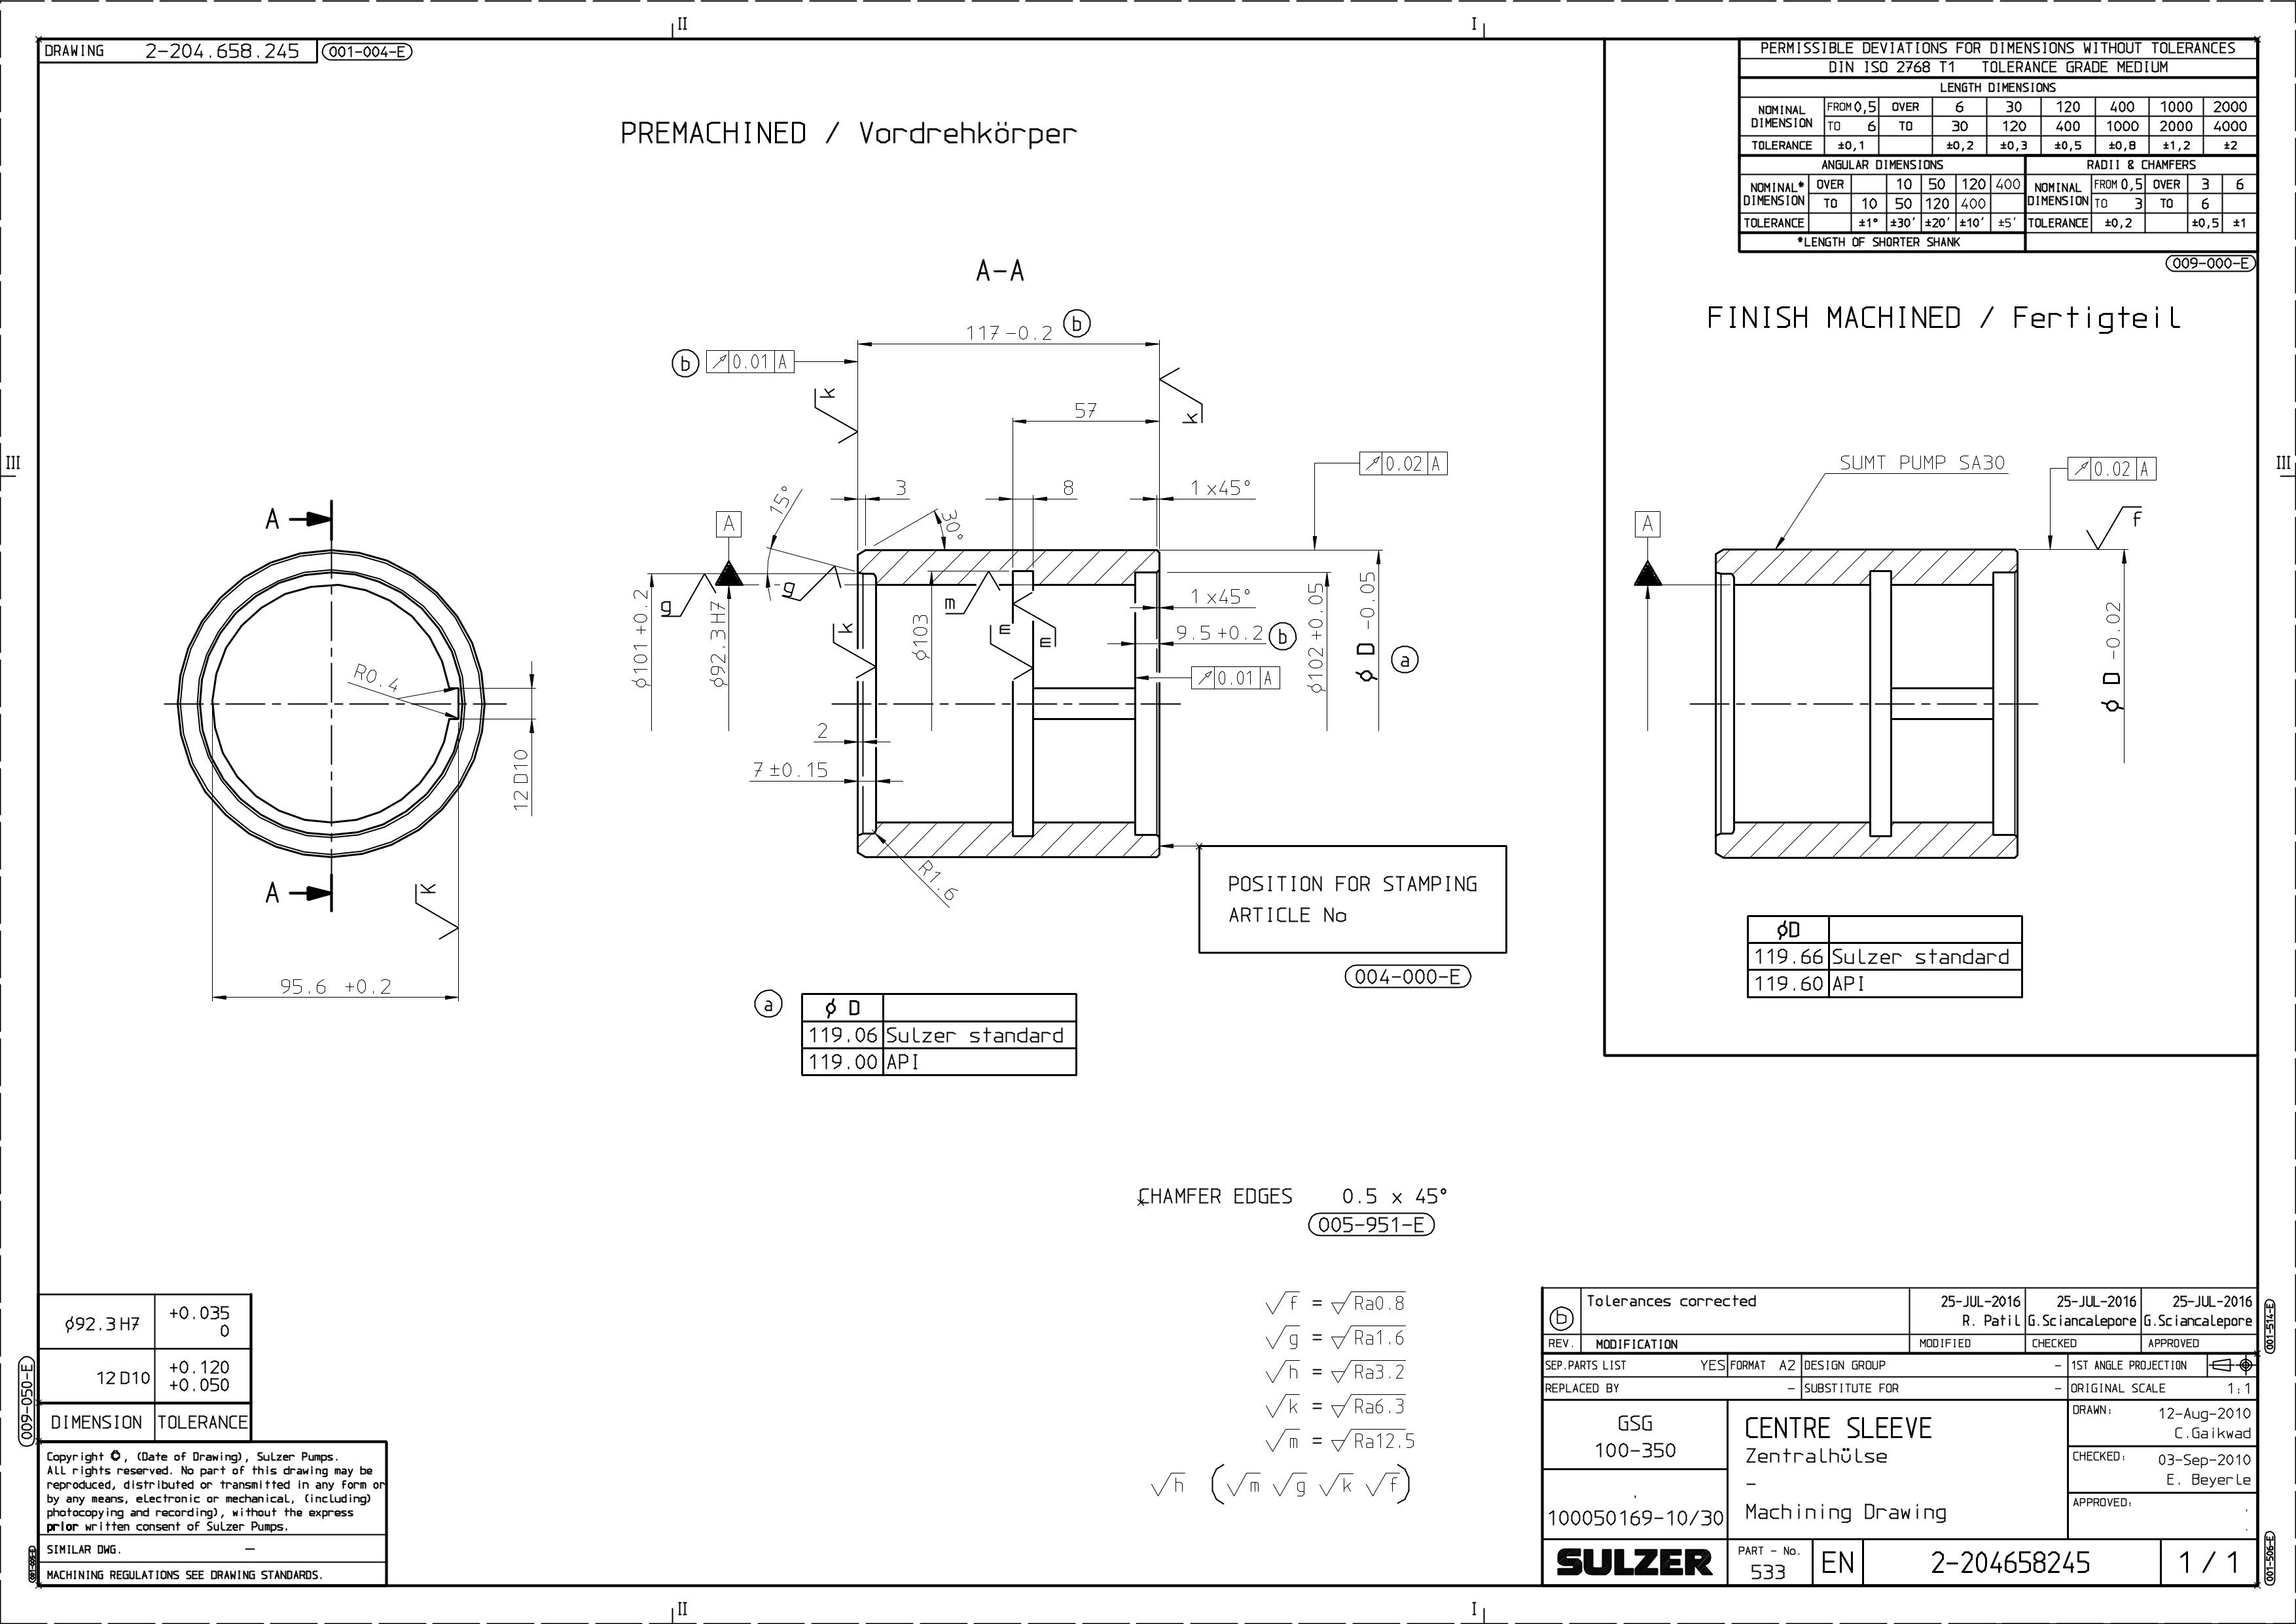 II
I
DRAWING 2-204.658.245 001-004-E
PREMACHINED / Vordrehkörper
A-A
117 -0.2 b
b 0.01 A
k
k
57
0.02 A
3
8
1x45°
15°
30°
A
A
g
g
m
k
m
m
1x45°
9.5 +0.2 b
0.01 A
ϕ101 +0.2
ϕ92.3 H7
ϕ103
ϕ102 +0.05
ϕ D -0.05
a
R0.4
12 D10
2
7 ±0.15
R1.6
A
K
95.6 +0.2
POSITION FOR STAMPING
ARTICLE No
004-000-E
a
ϕ D
119.06 Sulzer standard
119.00 API
PERMISSIBLE DEVIATIONS FOR DIMENSIONS WITHOUT TOLERANCES
DIN ISO 2768 T1 TOLERANCE GRADE MEDIUM
LENGTH DIMENSIONS
NOMINAL DIMENSION FROM 0,5 OVER 6 30 120 400 1000 2000
TO 6 TO 30 120 400 1000 2000 4000
TOLERANCE ±0,1 ±0,2 ±0,3 ±0,5 ±0,8 ±1,2 ±2
ANGULAR DIMENSIONS RADII & CHAMFERS
NOMINAL* DIMENSION OVER 10 50 120 400 NOMINAL DIMENSION FROM 0,5 OVER 3 6
TO 10 50 120 400 TO 3 TO 6
TOLERANCE ±1° ±30' ±20' ±10' ±5' TOLERANCE ±0,2 ±0,5 ±1
*LENGTH OF SHORTER SHANK
009-000-E
FINISH MACHINED / Fertigteil
III
III
SUMT PUMP SA30
0.02 A
A
f
ϕ D -0.02
ϕD
119.66 Sulzer standard
119.60 API
CHAMFER EDGES 0.5 x 45°
005-951-E
√f = √Ra0.8
√g = √Ra1.6
√h = √Ra3.2
√k = √Ra6.3
√m = √Ra12.5
√h (√m √g √k √f)
ϕ92.3 H7 +0.035 0
12 D10 +0.120 +0.050
DIMENSION TOLERANCE
009-050-E
Copyright ©, (Date of Drawing), Sulzer Pumps.
ALL rights reserved. No part of this drawing may be
reproduced, distributed or transmitted in any form or
by any means, electronic or mechanical, (including)
photocopying and recording), without the express
prior written consent of Sulzer Pumps.
SIMILAR DWG. —
MACHINING REGULATIONS SEE DRAWING STANDARDS.
b Tolerances corrected 25-JUL-2016 25-JUL-2016 25-JUL-2016
R. Patil G.Sciancalepore G.Sciancalepore
REV. MODIFICATION MODIFIED CHECKED APPROVED
001-514-E
SEP.PARTS LIST YES FORMAT A2 DESIGN GROUP - 1ST ANGLE PROJECTION
REPLACED BY - SUBSTITUTE FOR - ORIGINAL SCALE 1:1
GSG
100-350
100050169-10/30
CENTRE SLEEVE
Zentralhülse
-
Machining Drawing
DRAWN: 12-Aug-2010
C.Gaikwad
CHECKED: 03-Sep-2010
E. Beyerle
APPROVED:
SULZER
PART - No.
533
EN 2-204658245 1 / 1
001-506-E
II
I